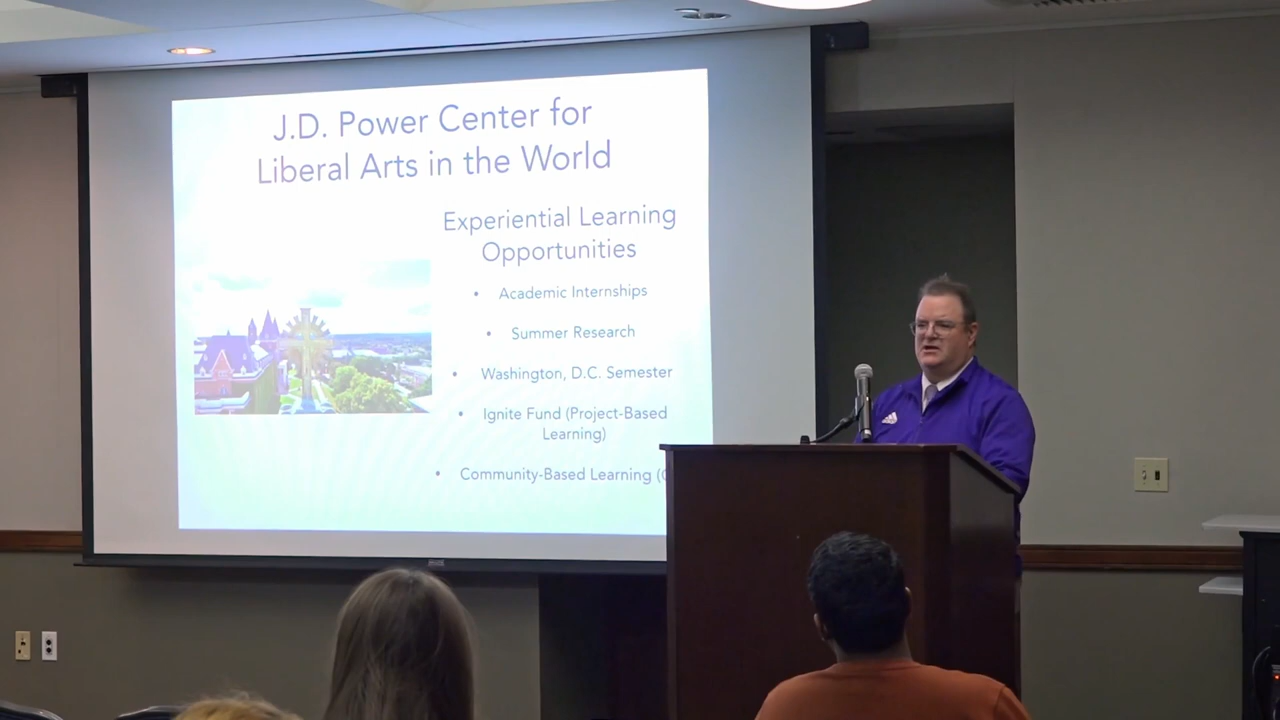 J.D. Power Center for
Liberal Arts in the World
Experiential Learning
Opportunities
• Academic Internships
• Summer Research
• Washington, D.C. Semester
• Ignite Fund (Project-Based
Learning)
• Community-Based Learning (